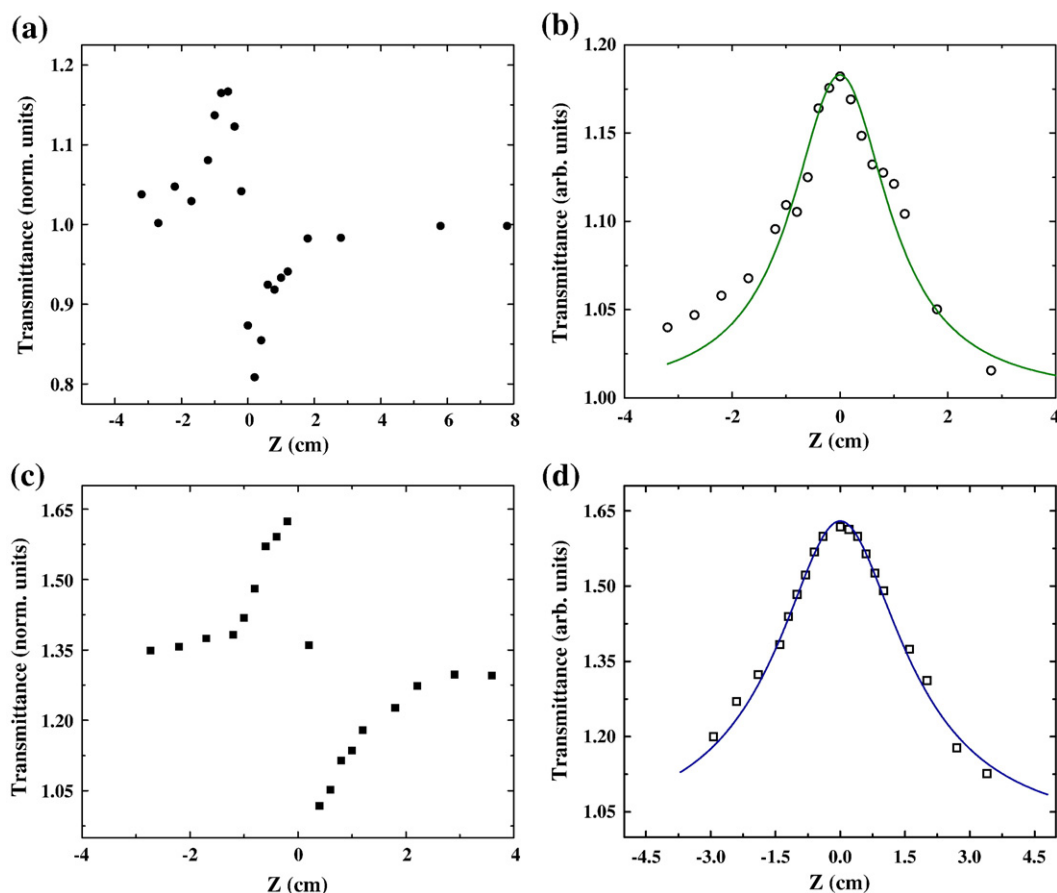 (a)
1.2
1.1
1.0
0.9
0.8
-4 -2 0 2 4 6 8
Z (cm)
Transmittance (norm. units)
(b)
1.20
1.15
1.10
1.05
1.00
-4 -2 0 2 4
Z (cm)
Transmittance (arb. units)
(c)
1.65
1.50
1.35
1.20
1.05
-4 -2 0 2 4
Z (cm)
Transmittance (norm. units)
(d)
1.65
1.50
1.35
1.20
1.05
-4.5 -3.0 -1.5 0.0 1.5 3.0 4.5
Z (cm)
Transmittance (arb. units)